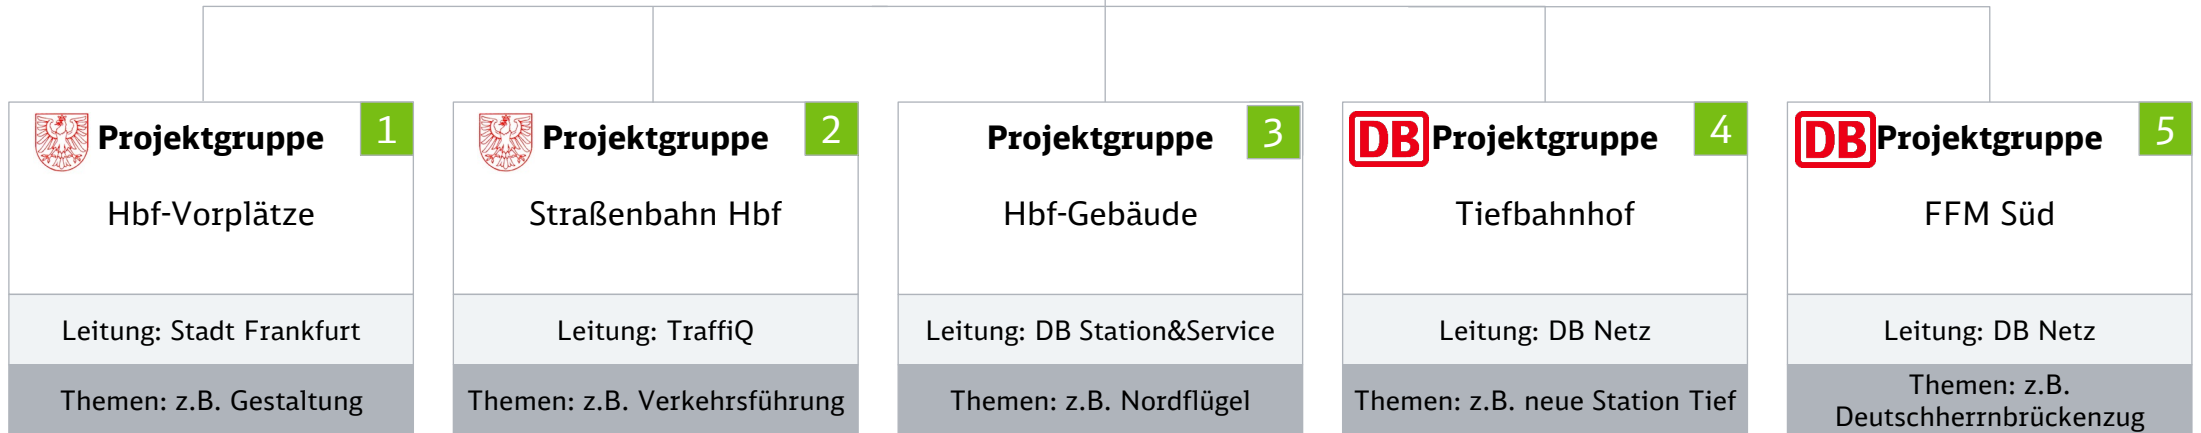 Projektgruppe 1
Hbf-Vorplätze
Leitung: Stadt Frankfurt
Themen: z.B. Gestaltung
Projektgruppe 2
Straßenbahn Hbf
Leitung: TraffiQ
Themen: z.B. Verkehrsführung
Projektgruppe 3
Hbf-Gebäude
Leitung: DB Station&Service
Themen: z.B. Nordflügel
DB Projektgruppe 4
Tiefbahnhof
Leitung: DB Netz
Themen: z.B. neue Station Tief
DB Projektgruppe 5
FFM Süd
Leitung: DB Netz
Themen: z.B.
Deutschherrnbrückenzug